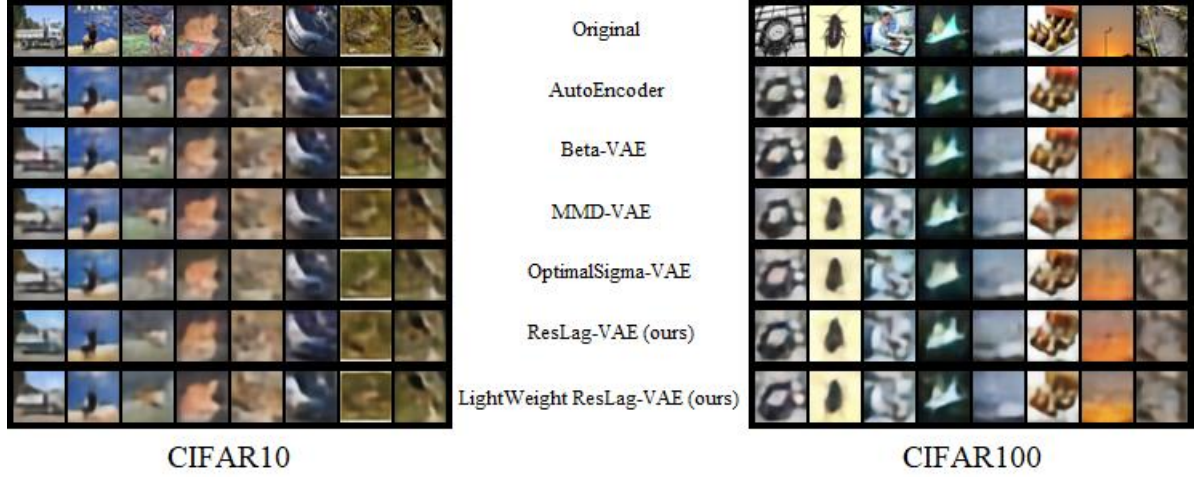 Original
AutoEncoder
Beta-VAE
MMD-VAE
OptimalSigma-VAE
ResLag-VAE (ours)
LightWeight ResLag-VAE (ours)
CIFAR10
CIFAR100